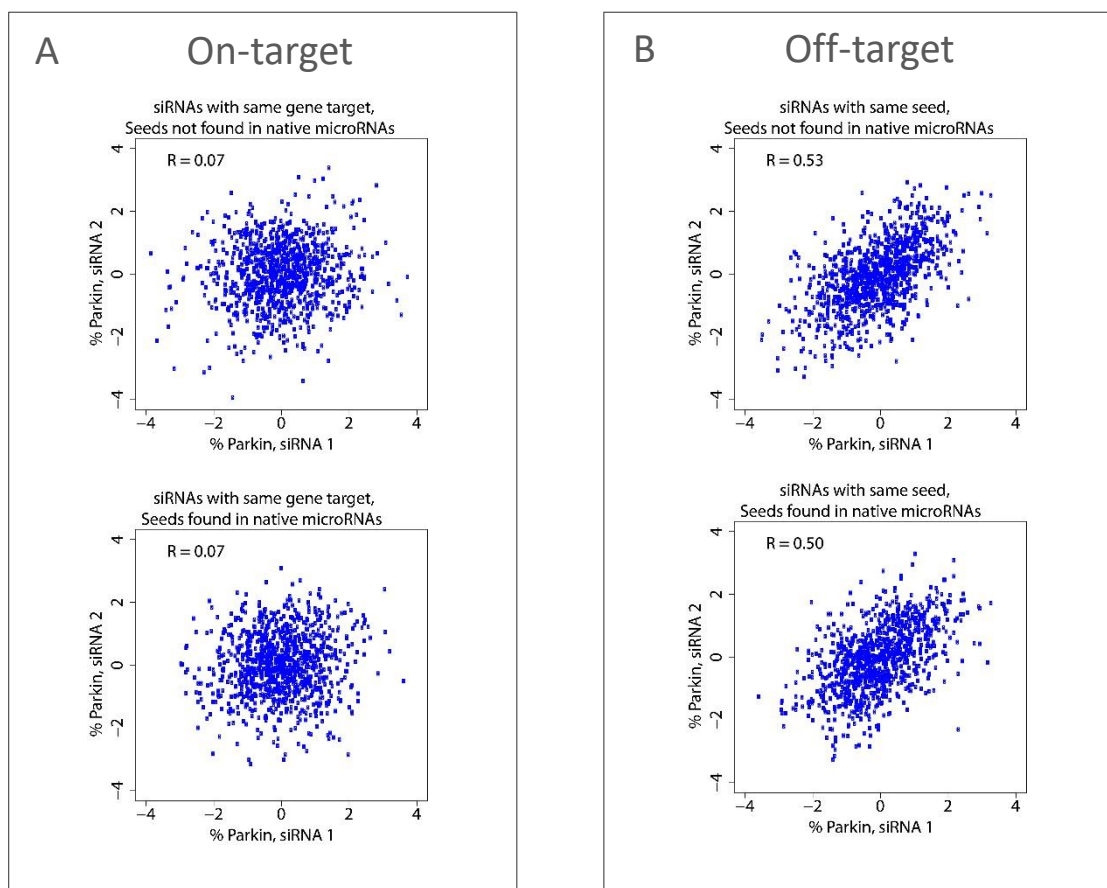 A
On-target
siRNAs with same gene target,
Seeds not found in native microRNAs
R = 0.07
4
2
0
−2
−4
% Parkin, siRNA 2
−4 −2 0 2 4
% Parkin, siRNA 1
siRNAs with same gene target,
Seeds found in native microRNAs
R = 0.07
4
2
0
−2
−4
% Parkin, siRNA 2
−4 −2 0 2 4
% Parkin, siRNA 1
B
Off-target
siRNAs with same seed,
Seeds not found in native microRNAs
R = 0.53
4
2
0
−2
−4
% Parkin, siRNA 2
−4 −2 0 2 4
% Parkin, siRNA 1
siRNAs with same seed,
Seeds found in native microRNAs
R = 0.50
4
2
0
−2
−4
% Parkin, siRNA 2
−4 −2 0 2 4
% Parkin, siRNA 1